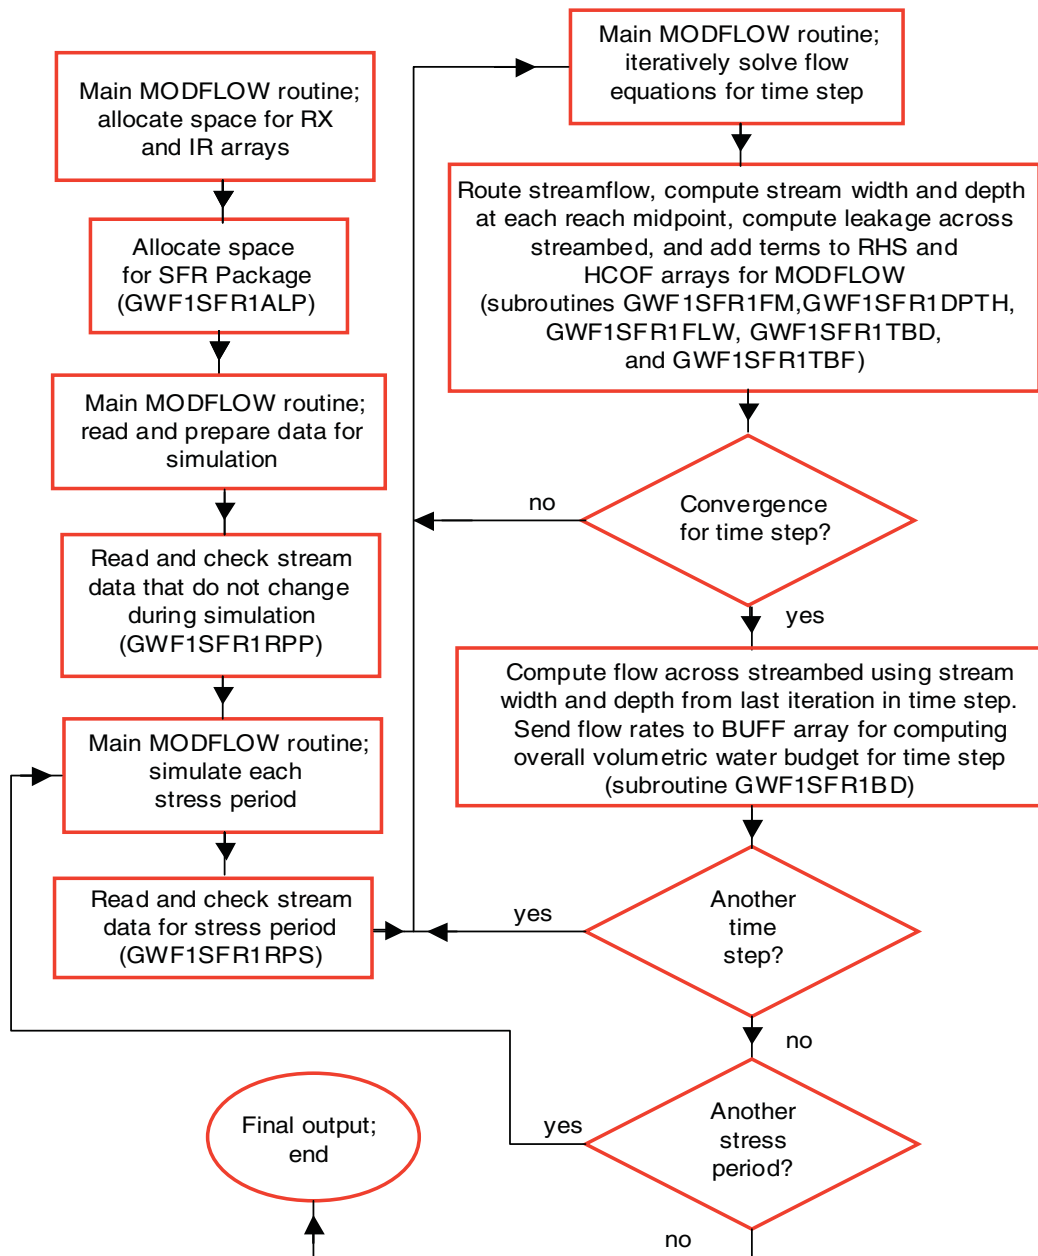 Main MODFLOW routine;
allocate space for RX
and IR arrays
Allocate space
for SFR Package
(GWF1SFR1ALP)
Main MODFLOW routine;
read and prepare data for
simulation
Read and check stream
data that do not change
during simulation
(GWF1SFR1RPP)
Main MODFLOW routine;
simulate each
stress period
Read and check stream
data for stress period
(GWF1SFR1RPS)
Main MODFLOW routine;
iteratively solve flow
equations for time step
Route streamflow, compute stream width and depth
at each reach midpoint, compute leakage across
streambed, and add terms to RHS and
HCOF arrays for MODFLOW
(subroutines GWF1SFR1FM,GWF1SFR1DPTH,
GWF1SFR1FLW, GWF1SFR1TBD,
and GWF1SFR1TBF)
Convergence
for time step?
no
yes
Compute flow across streambed using stream
width and depth from last iteration in time step.
Send flow rates to BUFF array for computing
overall volumetric water budget for time step
(subroutine GWF1SFR1BD)
Another
time
step?
yes
no
Another
stress
period?
yes
no
Final output;
end